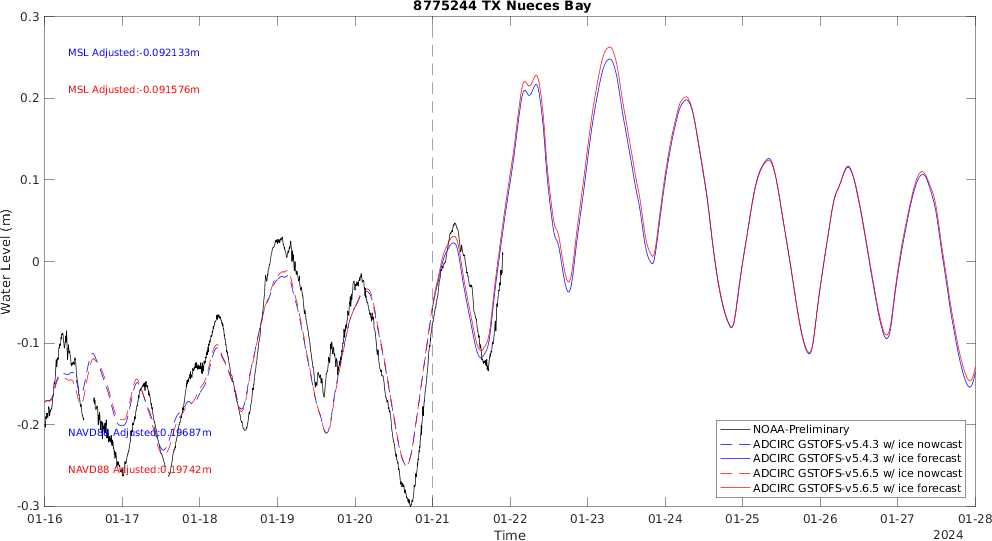 8775244 TX Nueces Bay
0.3
0.2
0.1
0
-0.1
-0.2
-0.3
Water Level (m)
MSL Adjusted:-0.092133m
MSL Adjusted:-0.091576m
NAVD88 Adjusted:0.19687m
NAVD88 Adjusted:0.19742m
NOAA-Preliminary
ADCIRC GSTOFS-v5.4.3 w/ ice nowcast
ADCIRC GSTOFS-v5.4.3 w/ ice forecast
ADCIRC GSTOFS-v5.6.5 w/ ice nowcast
ADCIRC GSTOFS-v5.6.5 w/ ice forecast
01-16 01-17 01-18 01-19 01-20 01-21 01-22 01-23 01-24 01-25 01-26 01-27 01-28
Time
2024